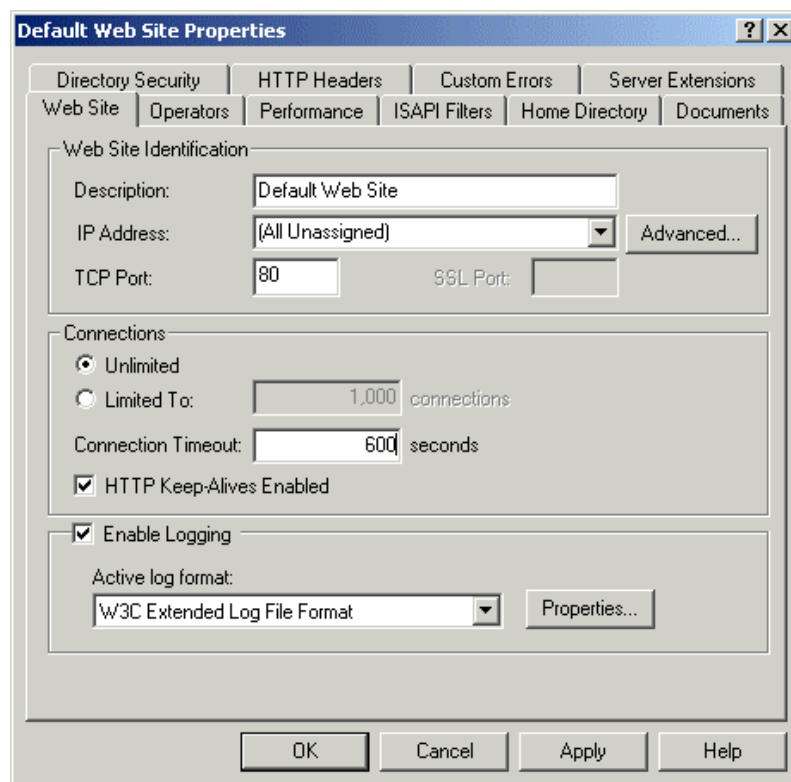 Default Web Site Properties
Directory Security HTTP Headers Custom Errors Server Extensions
Web Site Operators Performance ISAPI Filters Home Directory Documents
Web Site Identification
Description: Default Web Site
IP Address: (All Unassigned) Advanced...
TCP Port: 80 SSL Port:
Connections
Unlimited
Limited To: 1,000 connections
Connection Timeout: 600 seconds
HTTP Keep-Alives Enabled
Enable Logging
Active log format:
W3C Extended Log File Format Properties...
OK Cancel Apply Help